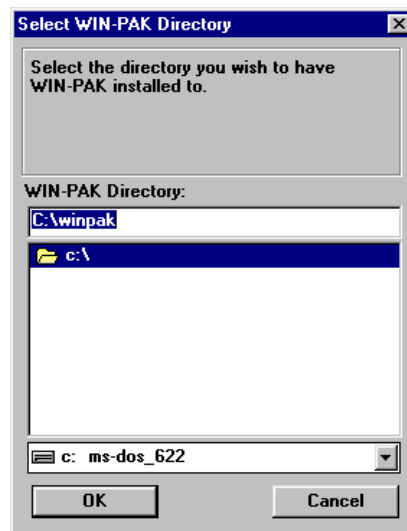 Select WIN-PAK Directory
Select the directory you wish to have
WIN-PAK installed to.
WIN-PAK Directory:
C:\winpak
c:\
c: ms-dos_622
OK
Cancel